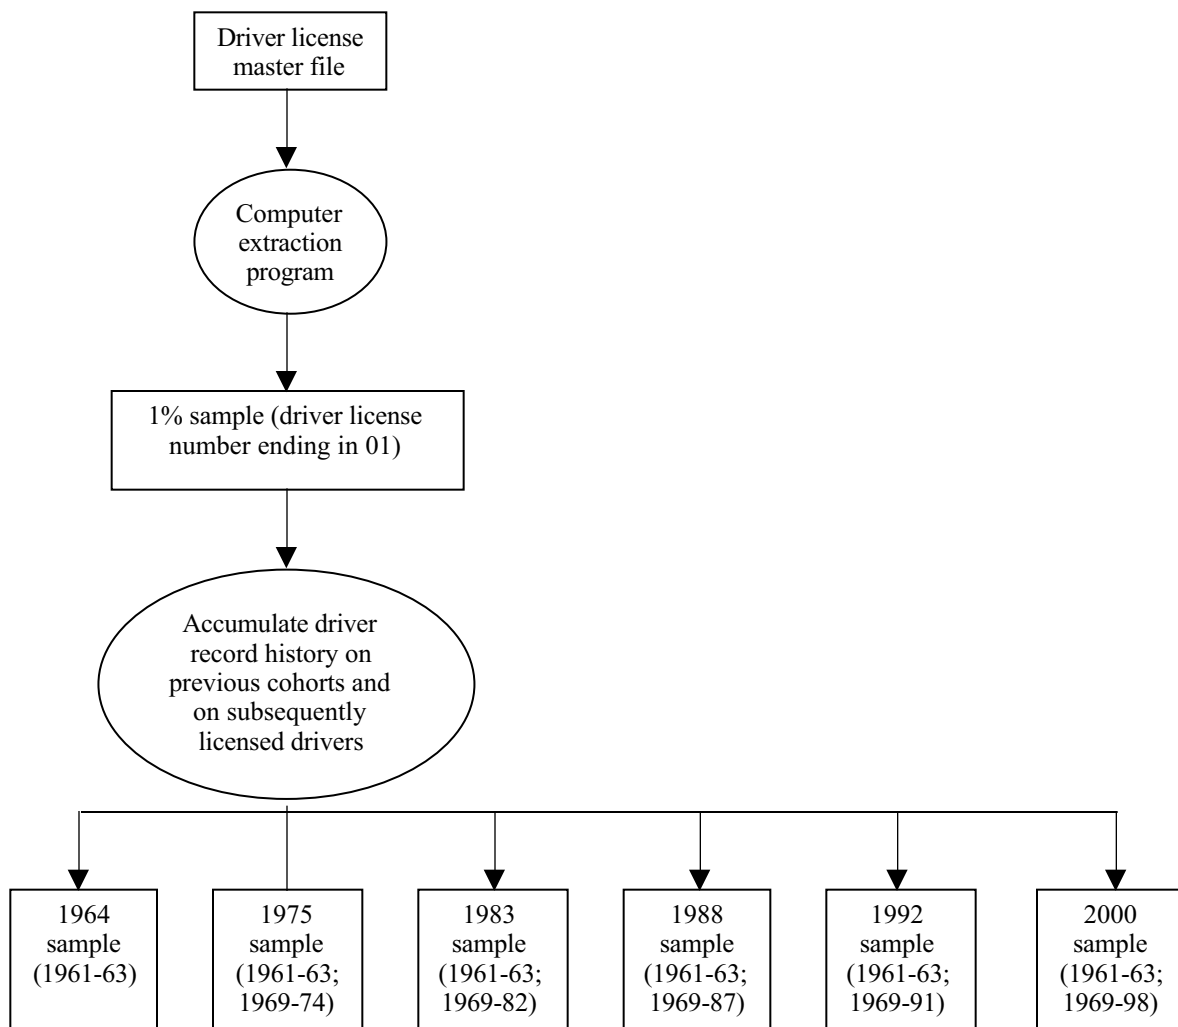 Driver license
master file
Computer
extraction
program
1% sample (driver license
number ending in 01)
Accumulate driver
record history on
previous cohorts and
on subsequently
licensed drivers
1964
sample
(1961-63)
1975
sample
(1961-63;
1969-74)
1983
sample
(1961-63;
1969-82)
1988
sample
(1961-63;
1969-87)
1992
sample
(1961-63;
1969-91)
2000
sample
(1961-63;
1969-98)